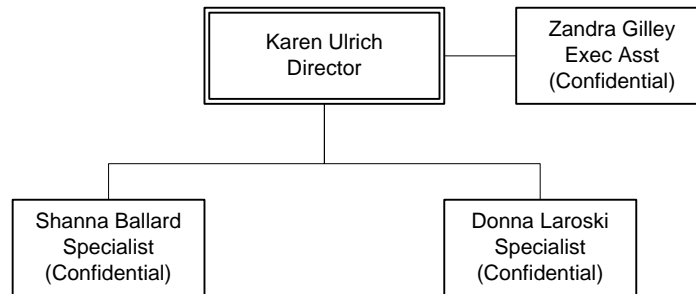 Karen Ulrich
Director
Zandra Gilley
Exec Asst
(Confidential)
Shanna Ballard
Specialist
(Confidential)
Donna Laroski
Specialist
(Confidential)